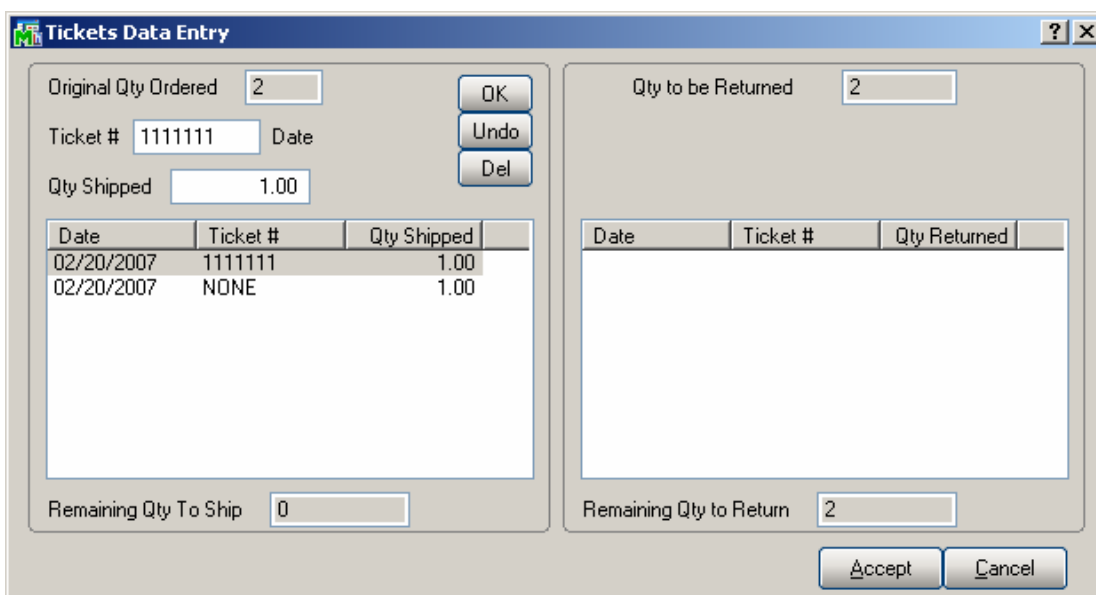 Tickets Data Entry
Original Qty Ordered 2 OK
Ticket # 1111111 Date Undo
Del
Qty Shipped 1.00
Date Ticket # Qty Shipped
02/20/2007 1111111 1.00
02/20/2007 NONE 1.00
Remaining Qty To Ship 0
Qty to be Returned 2
Date Ticket # Qty Returned
Remaining Qty to Return 2
Accept Cancel